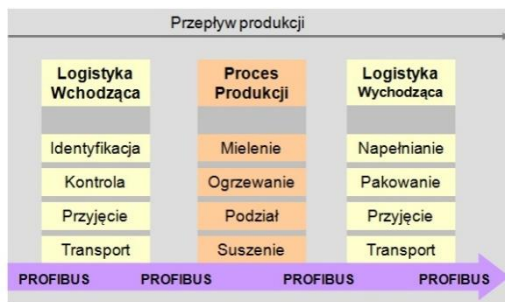 Przepływ produkcji
Logistyka
Wchodząca
Identyfikacja
Kontrola
Przyjęcie
Transport
Proces
Produkcji
Mielenie
Ogrzewanie
Podział
Suszenie
Logistyka
Wychodząca
Napełnianie
Pakowanie
Przyjęcie
Transport
PROFIBUS PROFIBUS PROFIBUS PROFIBUS